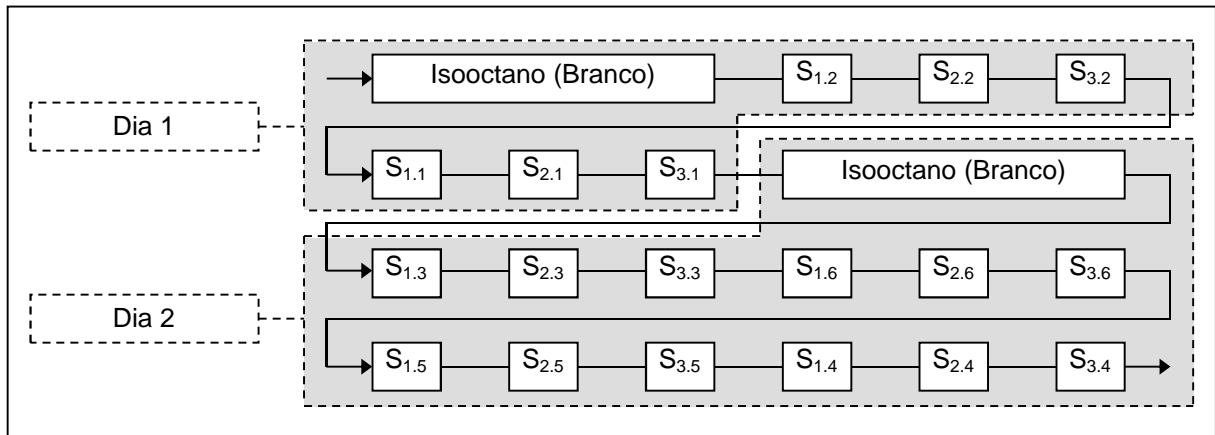 Isooctano (Branco) S1.2 S2.2 S3.2
Dia 1
S1.1 S2.1 S3.1 Isooctano (Branco)
S1.3 S2.3 S3.3 S1.6 S2.6 S3.6
Dia 2
S1.5 S2.5 S3.5 S1.4 S2.4 S3.4